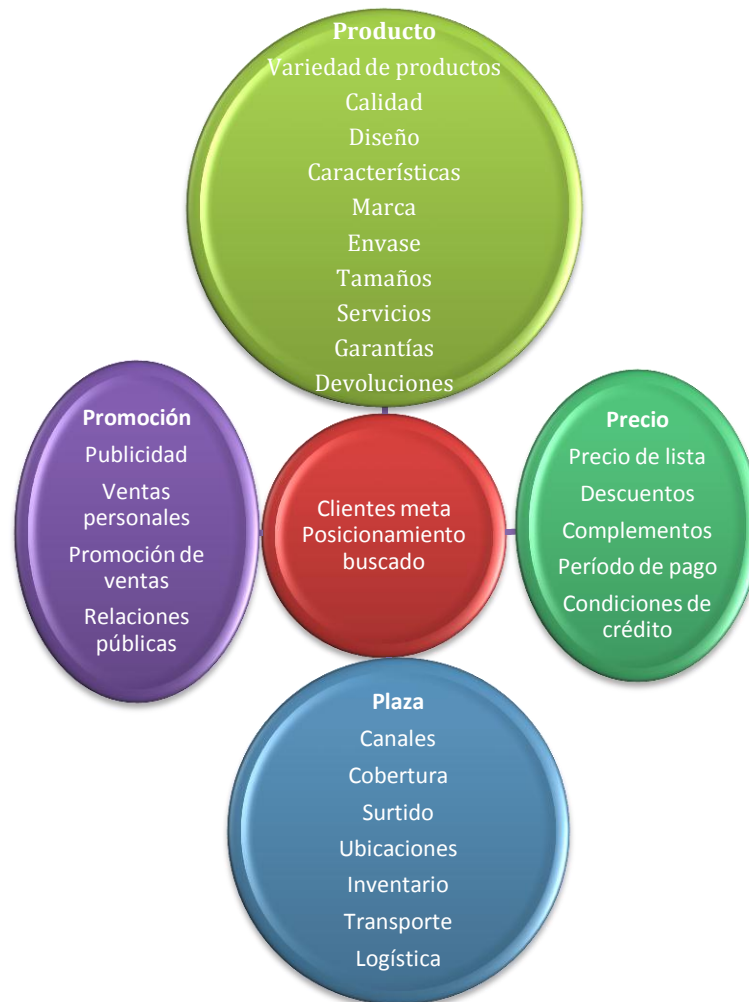 Producto
Variedad de productos
Calidad
Diseño
Características
Marca
Envase
Tamaños
Servicios
Garantías
Devoluciones
Promoción
Publicidad
Ventas
personales
Promoción de
ventas
Relaciones
públicas
Clientes meta
Posicionamiento
buscado
Precio
Precio de lista
Descuentos
Complementos
Período de pago
Condiciones de
crédito
Plaza
Canales
Cobertura
Surtido
Ubicaciones
Inventario
Transporte
Logística